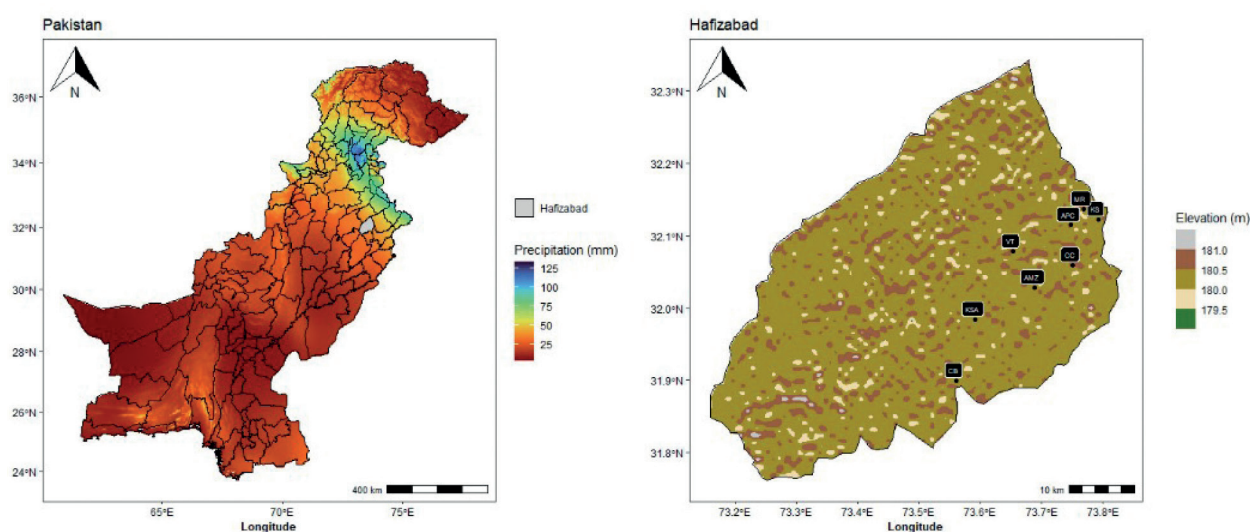 Pakistan
N
36°N
34°N
32°N
30°N
28°N
26°N
24°N
65°E
70°E
75°E
Longitude
400 km
Hafizabad
Precipitation (mm)
125
100
75
50
25
Hafizabad
N
32.3°N
32.2°N
32.1°N
32.0°N
31.9°N
31.8°N
73.2°E
73.3°E
73.4°E
73.5°E
73.6°E
73.7°E
73.8°E
Longitude
10 km
MR
KS
APC
VT
CC
AMZ
KSA
CB
Elevation (m)
181.0
180.5
180.0
179.5